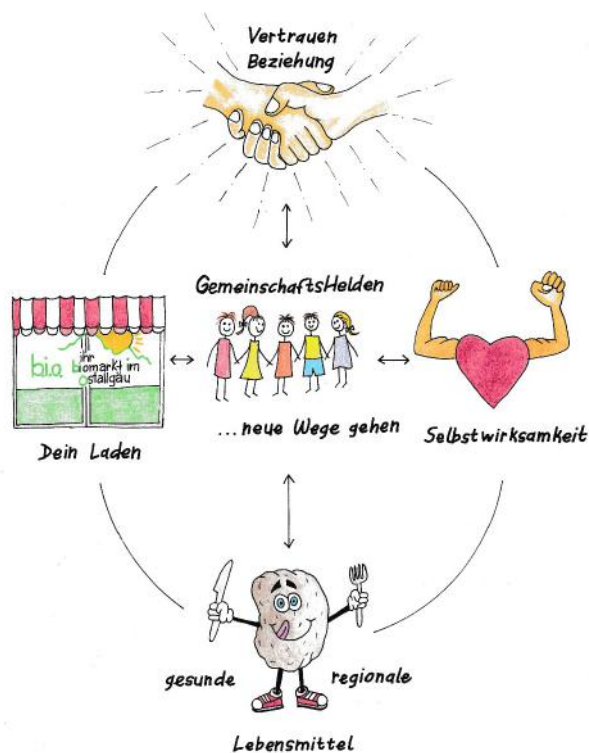 Vertrauen
Beziehung
GemeinschaftsHelden
bio
ihr
biomarkt im
ostallgäu
Dein Laden
...neue Wege gehen
Selbstwirksamkeit
gesunde regionale
Lebensmittel